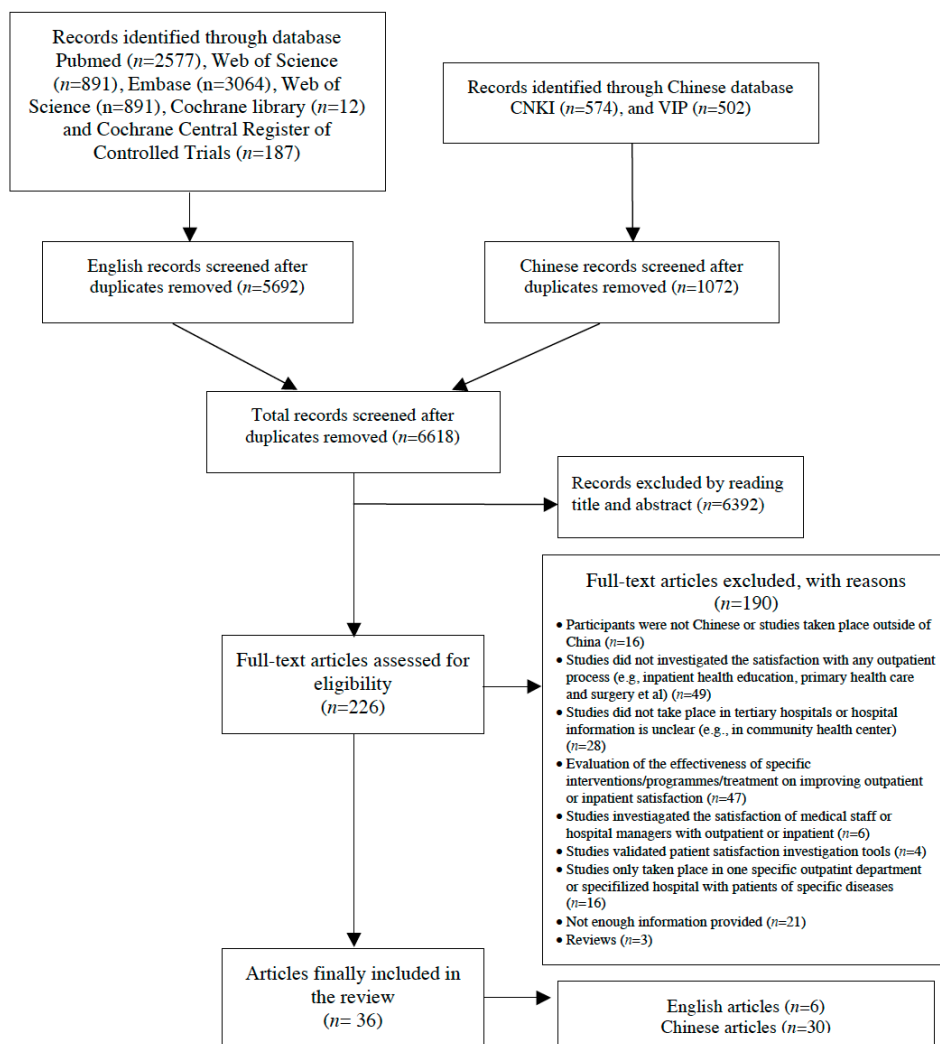 Records identified through database
Pubmed (n=2577), Web of Science
(n=891), Embase (n=3064), Web of
Science (n=891), Cochrane library (n=12)
and Cochrane Central Register of
Controlled Trials (n=187)
Records identified through Chinese database
CNKI (n=574), and VIP (n=502)
English records screened after
duplicates removed (n=5692)
Chinese records screened after
duplicates removed (n=1072)
Total records screened after
duplicates removed (n=6618)
Records excluded by reading
title and abstract (n=6392)
Full-text articles assessed for
eligibility
(n=226)
Full-text articles excluded, with reasons
(n=190)
• Participants were not Chinese or studies taken place outside of
China (n=16)
• Studies did not investigated the satisfaction with any outpatient
process (e.g, inpatient health education, primary health care
and surgery et al) (n=49)
• Studies did not take place in tertiary hospitals or hospital
information is unclear (e.g., in community health center)
(n=28)
• Evaluation of the effectiveness of specific
interventions/programmes/treatment on improving outpatient
or inpatient satisfaction (n=47)
• Studies investiagated the satisfaction of medical staff or
hospital managers with outpatient or inpatient (n=6)
• Studies validated patient satisfaction investigation tools (n=4)
• Studies only taken place in one specific outpatint department
or specifilized hospital with patients of specific diseases
(n=16)
• Not enough information provided (n=21)
• Reviews (n=3)
Articles finally included in
the review
(n= 36)
English articles (n=6)
Chinese articles (n=30)